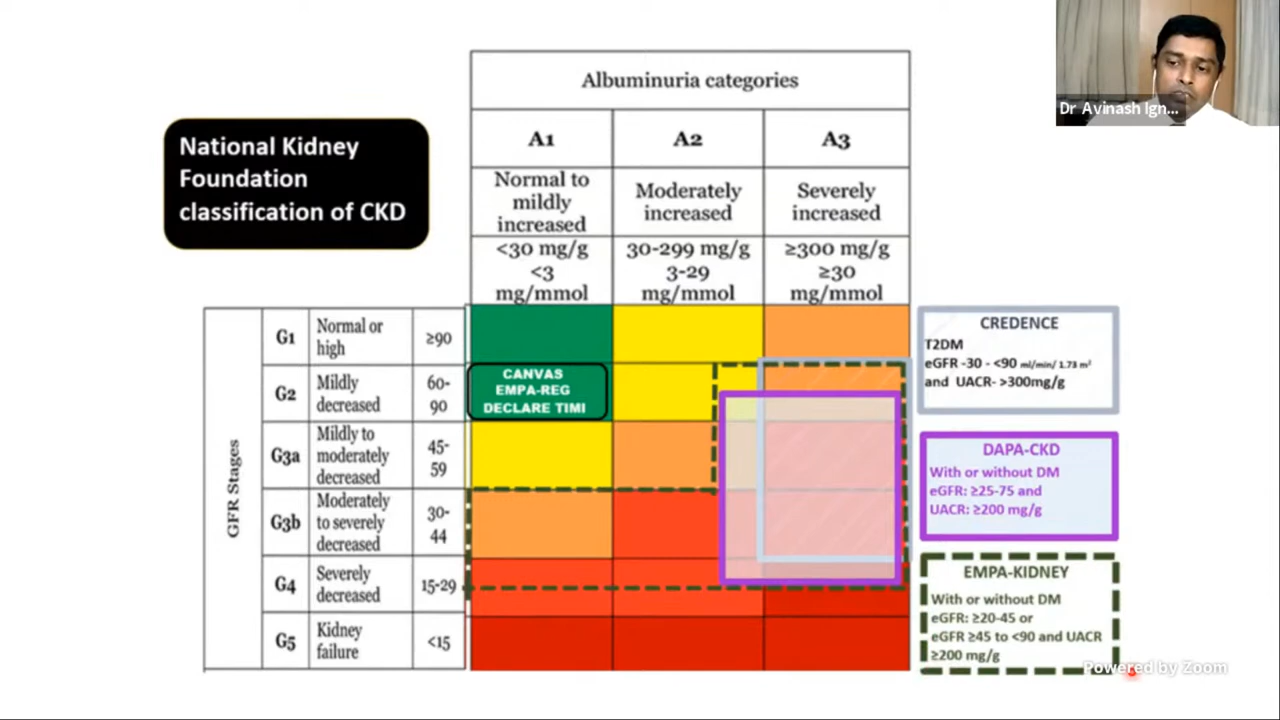 Dr Avinash Ign...
National Kidney
Foundation
classification of CKD
Albuminuria categories
A1
A2
A3
Normal to
mildly
increased
Moderately
increased
Severely
increased
<30 mg/g
<3
mg/mmol
30-299 mg/g
3-29
mg/mmol
≥300 mg/g
≥30
mg/mmol
GFR Stages
G1
Normal or
high
≥90
G2
Mildly
decreased
60-
90
CANVAS
EMPA-REG
DECLARE TIMI
G3a
Mildly to
moderately
decreased
45-
59
G3b
Moderately
to severely
decreased
30-
44
G4
Severely
decreased
15-29
G5
Kidney
failure
<15
CREDENCE
T2DM
eGFR -30 - <90 ml/min/ 1.73 m²
and UACR- >300mg/g
DAPA-CKD
With or without DM
eGFR: ≥25-75 and
UACR: ≥200 mg/g
EMPA-KIDNEY
With or without DM
eGFR: ≥20-45 or
eGFR ≥45 to <90 and UACR
≥200 mg/g
Powered by Zoom